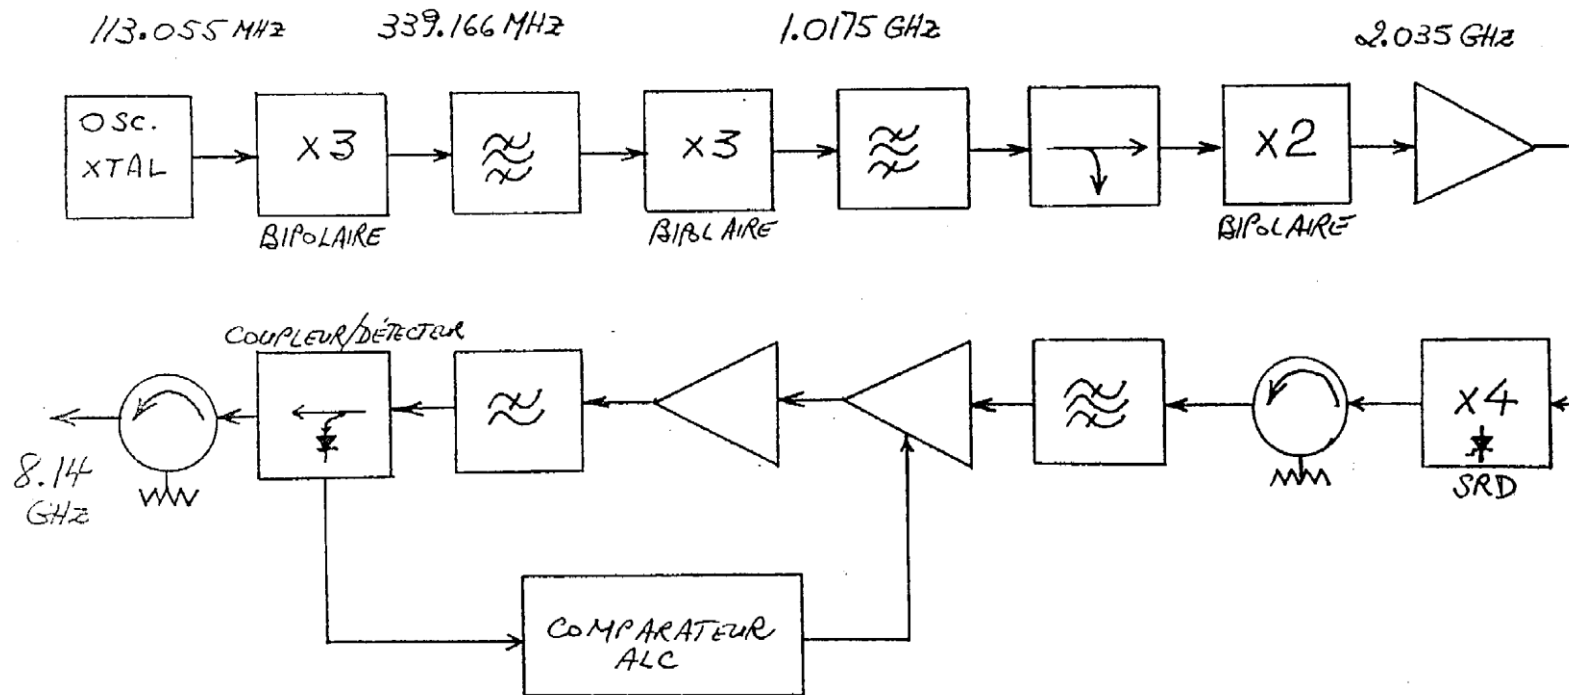 113.055 MHz
339.166 MHz
1.0175 GHz
2.035 GHz
OSC.
XTAL
x3
x3
x2
BIPOLAIRE
BIPOLAIRE
BIPOLAIRE
COUPLEUR/DÉTECTEUR
x4
SRD
8.14
GHz
COMPARATEUR
ALC